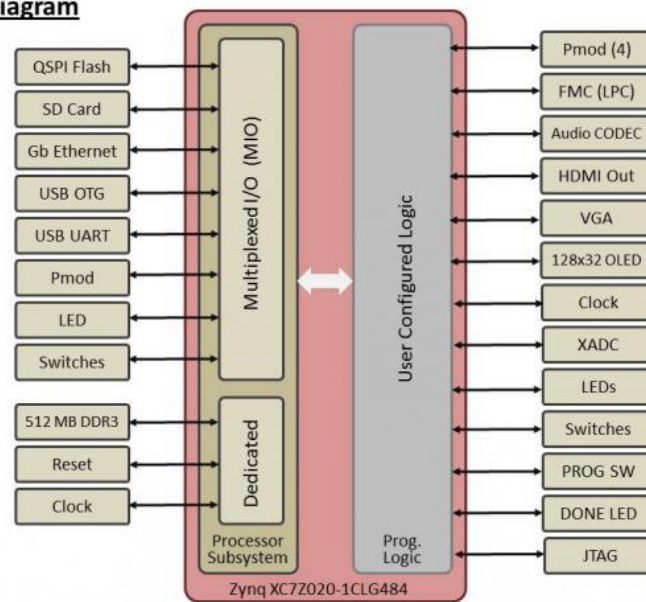 iagram
QSPI Flash
SD Card
Gb Ethernet
USB OTG
USB UART
Pmod
LED
Switches
512 MB DDR3
Reset
Clock
Multiplexed I/O (MIO)
Dedicated
Processor
Subsystem
User Configured Logic
Prog.
Logic
Zynq XC7Z020-1CLG484
Pmod (4)
FMC (LPC)
Audio CODEC
HDMI Out
VGA
128x32 OLED
Clock
XADC
LEDs
Switches
PROG SW
DONE LED
JTAG